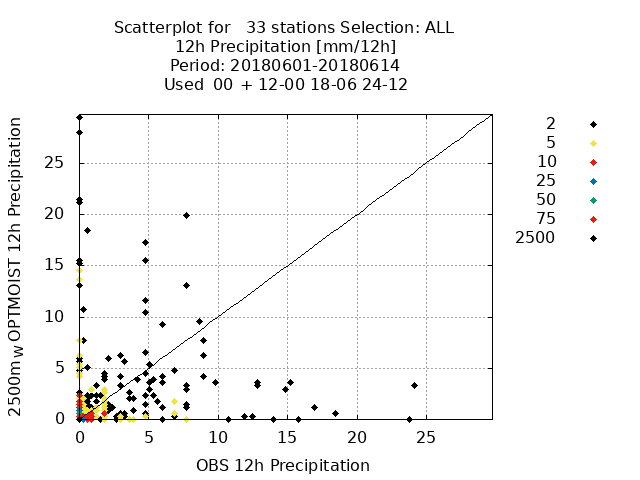 Scatterplot for 33 stations Selection: ALL
12h Precipitation [mm/12h]
Period: 20180601-20180614
Used 00 + 12-00 18-06 24-12
2500m_W OPTMOIST 12h Precipitation
25
20
15
10
5
0
0 5 10 15 20 25
OBS 12h Precipitation
2
5
10
25
50
75
2500